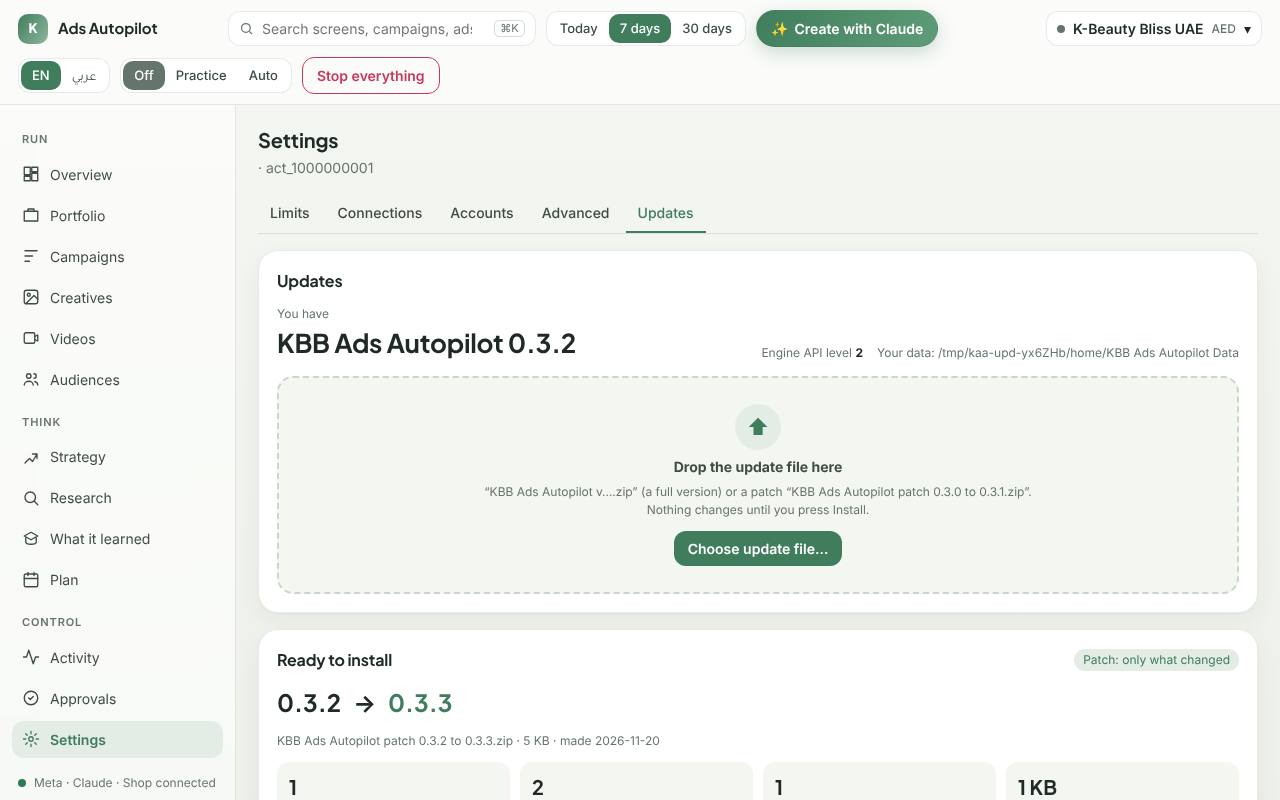 K Ads Autopilot
Search screens, campaign, ads
⌘K
Today 7 days 30 days
✨ Create with Claude
K-Beauty Bliss UAE AED ▾
EN عربي
Off Practice Auto
Stop everything
RUN
Overview
Portfolio
Campaigns
Creatives
Videos
Audiences
THINK
Strategy
Research
What it learned
Plan
CONTROL
Activity
Approvals
Settings
Meta · Claude · Shop connected
Settings
· act_1000000001
Limits Connections Accounts Advanced Updates
Updates
You have
KBB Ads Autopilot 0.3.2
Engine API level 2 Your data: /tmp/kaa-upd-yx6ZHb/home/KBB Ads Autopilot Data
Drop the update file here
“KBB Ads Autopilot v….zip” (a full version) or a patch “KBB Ads Autopilot patch 0.3.0 to 0.3.1.zip”.
Nothing changes until you press Install.
Choose update file…
Ready to install
Patch: only what changed
0.3.2 → 0.3.3
KBB Ads Autopilot patch 0.3.2 to 0.3.3.zip · 5 KB · made 2026-11-20
1 2 1 1 KB